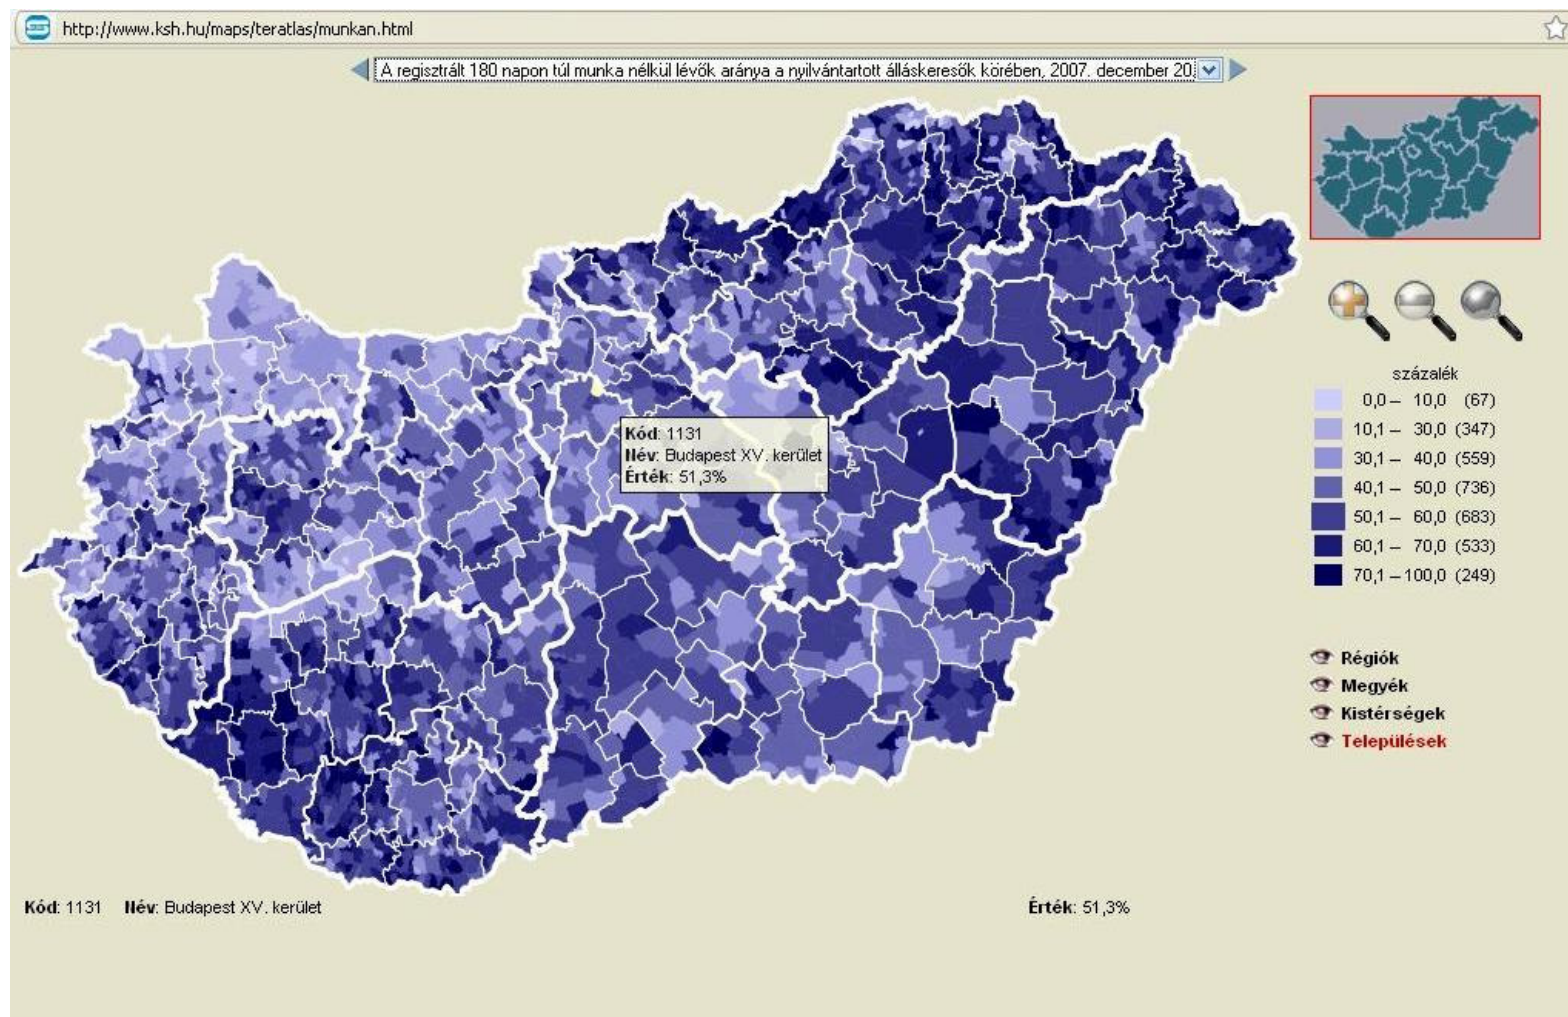 http://www.ksh.hu/maps/teratlas/munkan.html
A regisztrált 180 napon túl munka nélkül lévők aránya a nyilvántartott álláskeresők körében, 2007. december 20.
százalék
0,0 – 10,0 (67)
10,1 – 30,0 (347)
30,1 – 40,0 (559)
40,1 – 50,0 (736)
50,1 – 60,0 (683)
60,1 – 70,0 (533)
70,1 – 100,0 (249)
Kód: 1131
Név: Budapest XV. kerület
Érték: 51,3%
Régiók
Megyék
Kistérségek
Települések
Kód: 1131 Név: Budapest XV. kerület Érték: 51,3%